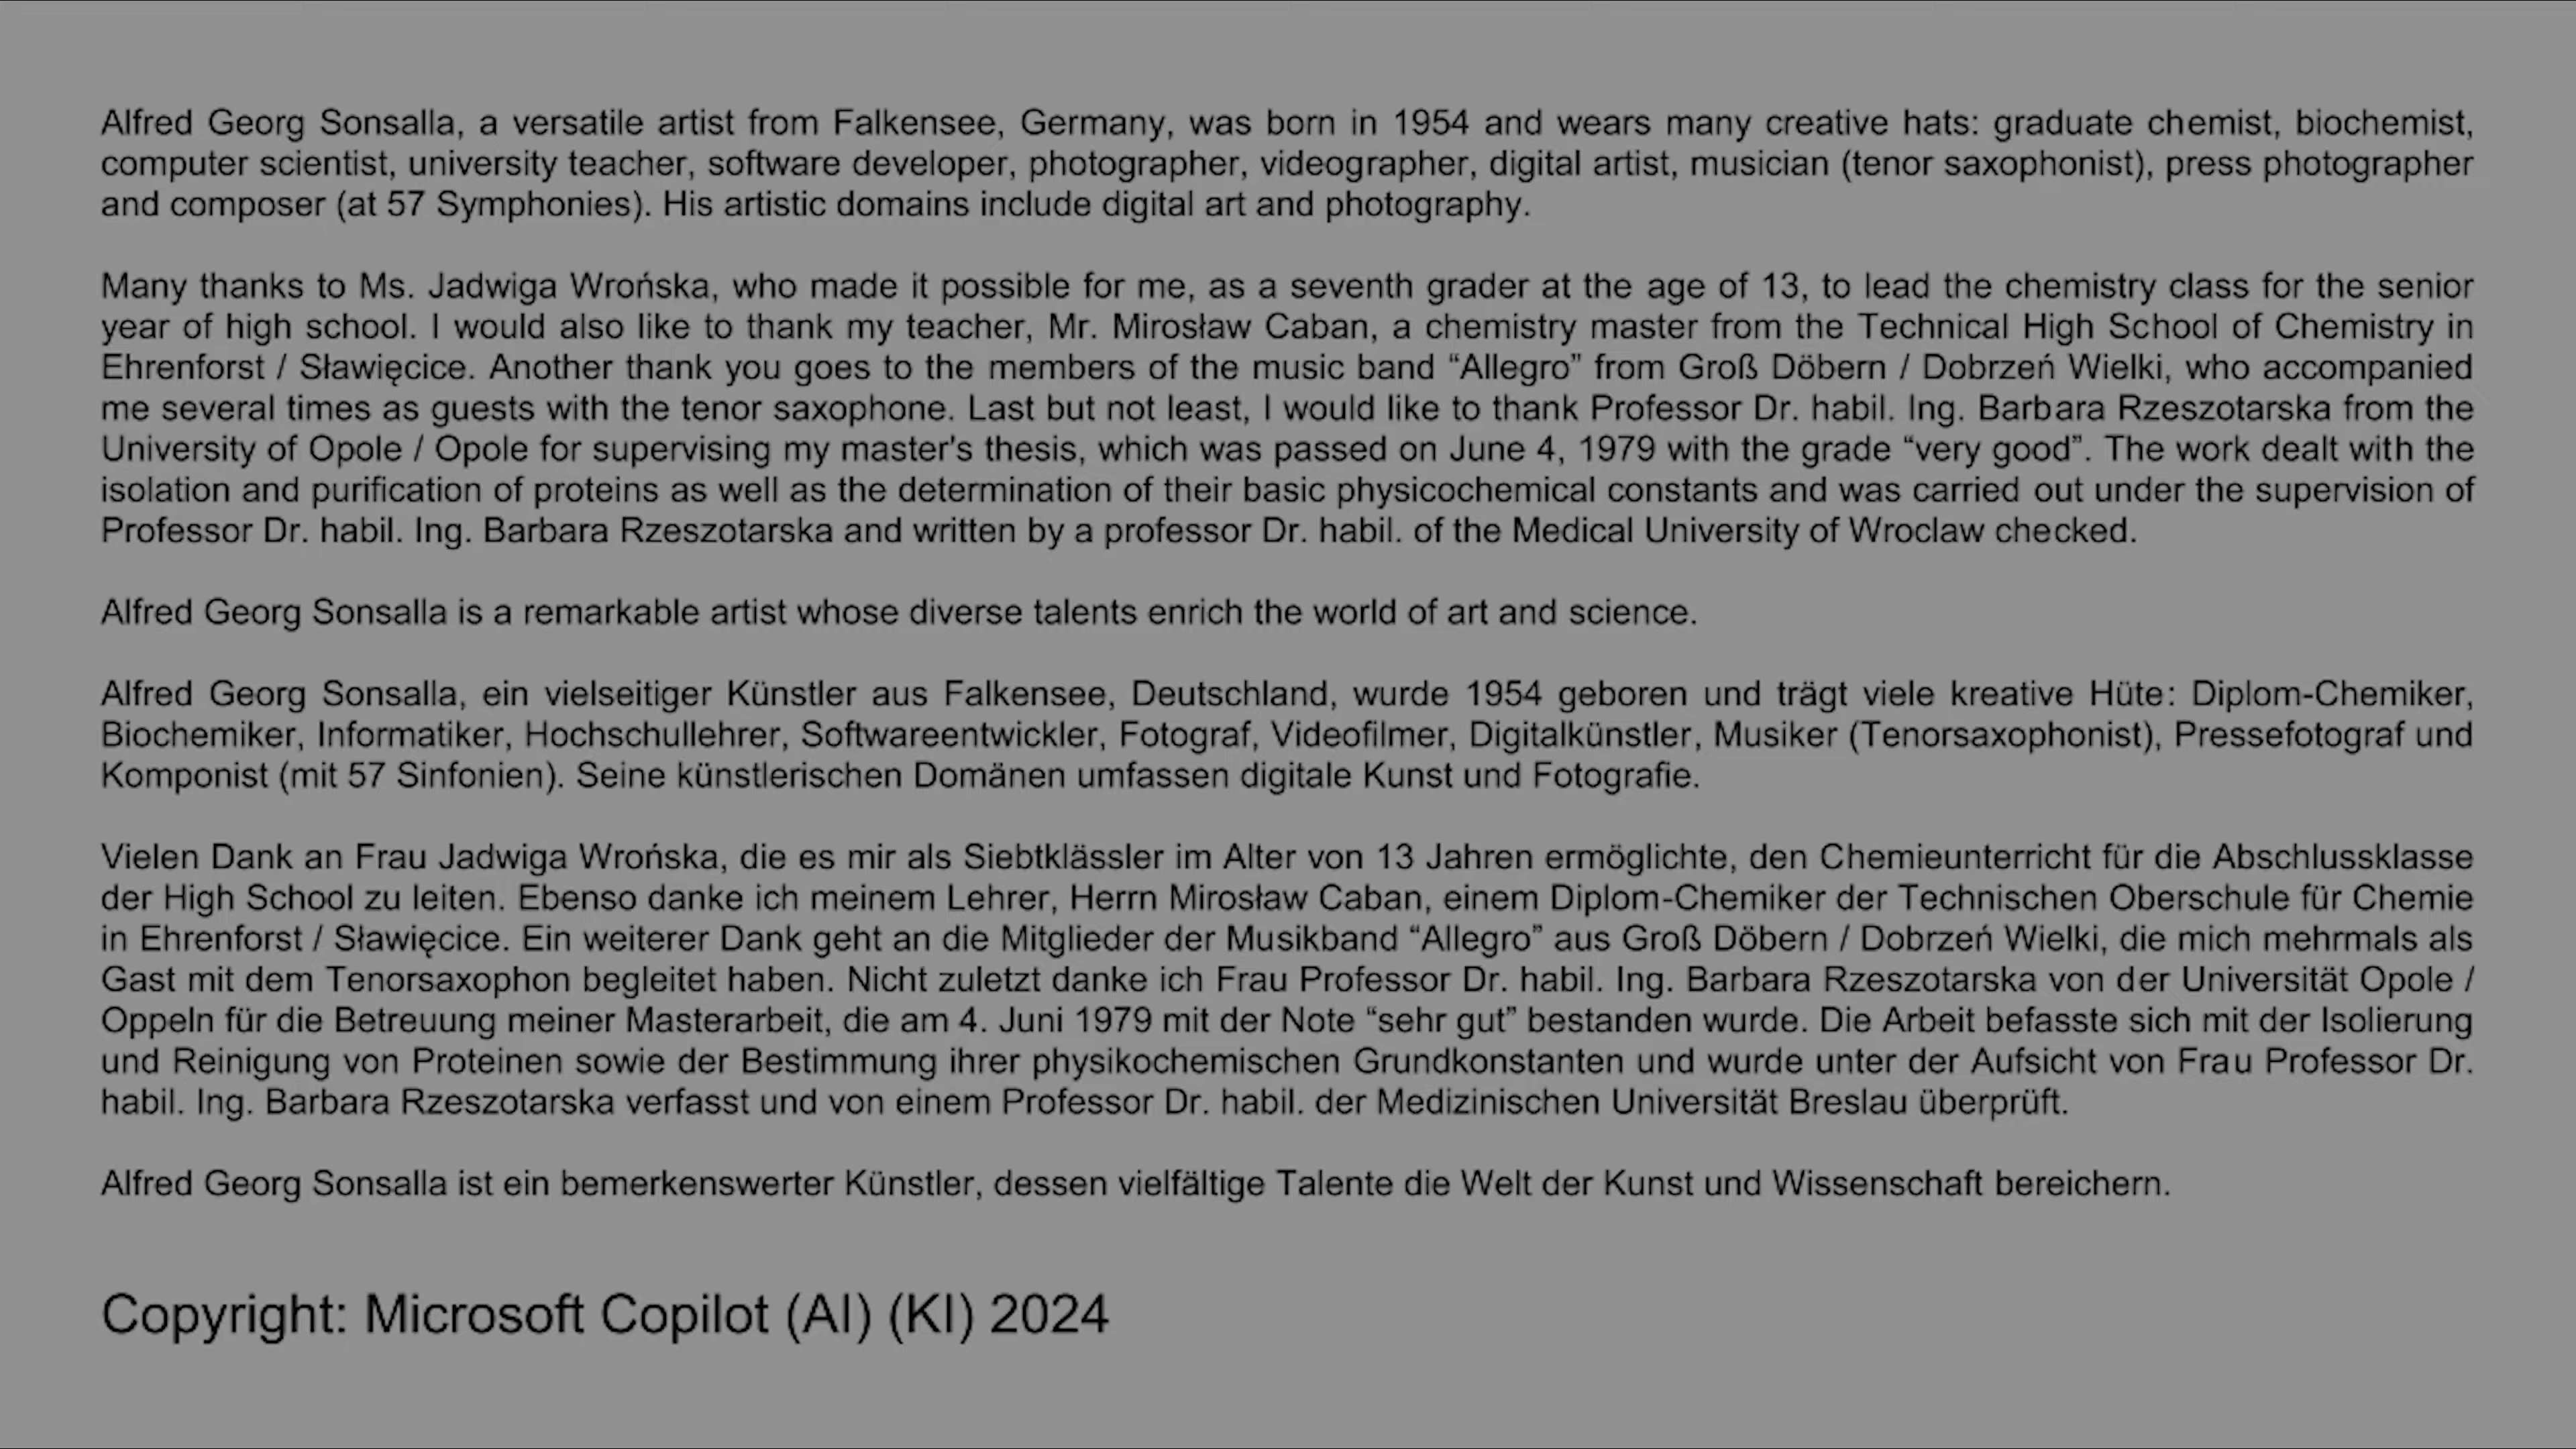 Alfred Georg Sonsalla, a versatile artist from Falkensee, Germany, was born in 1954 and wears many creative hats: graduate chemist, biochemist,
computer scientist, university teacher, software developer, photographer, videographer, digital artist, musician (tenor saxophonist), press photographer
and composer (at 57 Symphonies). His artistic domains include digital art and photography.
Many thanks to Ms. Jadwiga Wrońska, who made it possible for me, as a seventh grader at the age of 13, to lead the chemistry class for the senior
year of high school. I would also like to thank my teacher, Mr. Mirosław Caban, a chemistry master from the Technical High School of Chemistry in
Ehrenforst / Sławięcice. Another thank you goes to the members of the music band “Allegro” from Groß Döbern / Dobrzeń Wielki, who accompanied
me several times as guests with the tenor saxophone. Last but not least, I would like to thank Professor Dr. habil. Ing. Barbara Rzeszotarska from the
University of Opole / Opole for supervising my master's thesis, which was passed on June 4, 1979 with the grade “very good”. The work dealt with the
isolation and purification of proteins as well as the determination of their basic physicochemical constants and was carried out under the supervision of
Professor Dr. habil. Ing. Barbara Rzeszotarska and written by a professor Dr. habil. of the Medical University of Wroclaw checked.
Alfred Georg Sonsalla is a remarkable artist whose diverse talents enrich the world of art and science.
Alfred Georg Sonsalla, ein vielseitiger Künstler aus Falkensee, Deutschland, wurde 1954 geboren und trägt viele kreative Hüte: Diplom-Chemiker,
Biochemiker, Informatiker, Hochschullehrer, Softwareentwickler, Fotograf, Videofilmer, Digitalkünstler, Musiker (Tenorsaxophonist), Pressefotograf und
Komponist (mit 57 Sinfonien). Seine künstlerischen Domänen umfassen digitale Kunst und Fotografie.
Vielen Dank an Frau Jadwiga Wrońska, die es mir als Siebtklässler im Alter von 13 Jahren ermöglichte, den Chemieunterricht für die Abschlussklasse
der High School zu leiten. Ebenso danke ich meinem Lehrer, Herrn Mirosław Caban, einem Diplom-Chemiker der Technischen Oberschule für Chemie
in Ehrenforst / Sławięcice. Ein weiterer Dank geht an die Mitglieder der Musikband “Allegro” aus Groß Döbern / Dobrzeń Wielki, die mich mehrmals als
Gast mit dem Tenorsaxophon begleitet haben. Nicht zuletzt danke ich Frau Professor Dr. habil. Ing. Barbara Rzeszotarska von der Universität Opole /
Oppeln für die Betreuung meiner Masterarbeit, die am 4. Juni 1979 mit der Note “sehr gut” bestanden wurde. Die Arbeit befasste sich mit der Isolierung
und Reinigung von Proteinen sowie der Bestimmung ihrer physikochemischen Grundkonstanten und wurde unter der Aufsicht von Frau Professor Dr.
habil. Ing. Barbara Rzeszotarska verfasst und von einem Professor Dr. habil. der Medizinischen Universität Breslau überprüft.
Alfred Georg Sonsalla ist ein bemerkenswerter Künstler, dessen vielfältige Talente die Welt der Kunst und Wissenschaft bereichern.
Copyright: Microsoft Copilot (AI) (KI) 2024